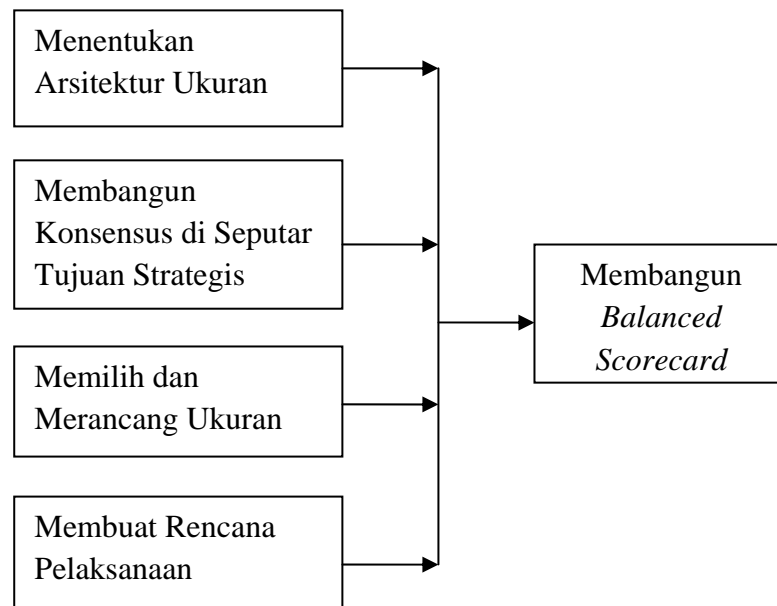 Menentukan
Arsitektur Ukuran
Membangun
Konsensus di Seputar
Tujuan Strategis
Memilih dan
Merancang Ukuran
Membuat Rencana
Pelaksanaan
Membangun
Balanced
Scorecard